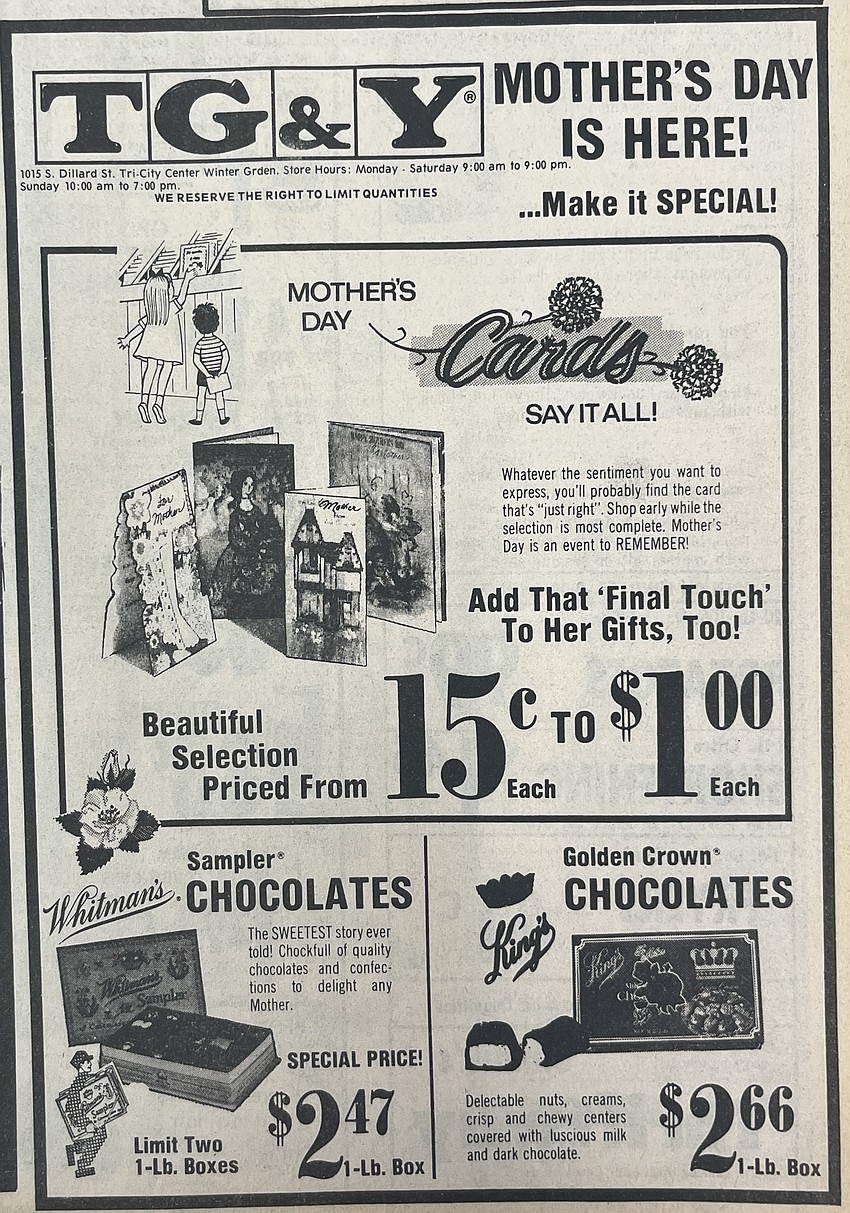 TG&Y®
MOTHER'S DAY
IS HERE!
...Make it SPECIAL!
1015 S. Dillard St. Tri-City Center Winter Grden. Store Hours: Monday - Saturday 9:00 am to 9:00 pm.
Sunday 10:00 am to 7:00 pm.
WE RESERVE THE RIGHT TO LIMIT QUANTITIES
MOTHER'S
DAY
Cards
SAY IT ALL!
for
Mother
Mother
Whatever the sentiment you want to
express, you'll probably find the card
that's "just right". Shop early while the
selection is most complete. Mother's
Day is an event to REMEMBER!
Add That 'Final Touch'
To Her Gifts, Too!
Beautiful
Selection
Priced From
15c Each TO $1 00 Each
Sampler®
Whitman's® CHOCOLATES
The SWEETEST story ever
told! Chockfull of quality
chocolates and confec-
tions to delight any
Mother.
Whitman's
Sampler
SPECIAL PRICE!
$2 47
1-Lb. Box
Limit Two
1-Lb. Boxes
Golden Crown®
King's CHOCOLATES
King's
Delectable nuts, creams,
crisp and chewy centers
covered with luscious milk
and dark chocolate.
$2 66
1-Lb. Box